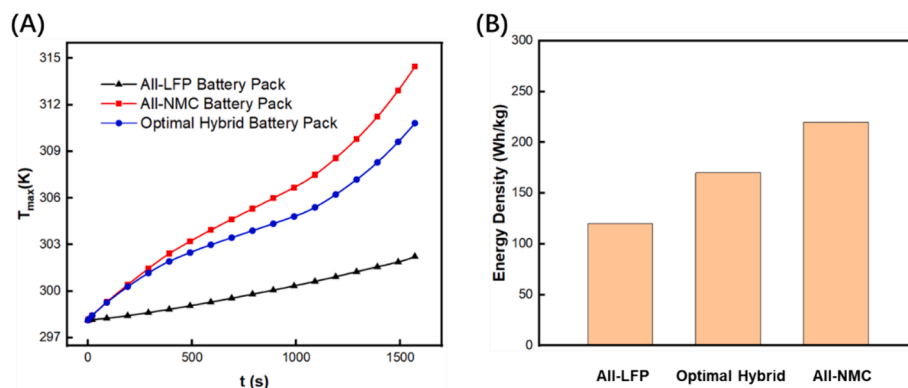 (A)
T_max(K)
315
312
309
306
303
300
297
All-LFP Battery Pack
All-NMC Battery Pack
Optimal Hybrid Battery Pack
0
500
1000
1500
t (s)
(B)
Energy Density (Wh/kg)
300
250
200
150
100
50
0
All-LFP
Optimal Hybrid
All-NMC